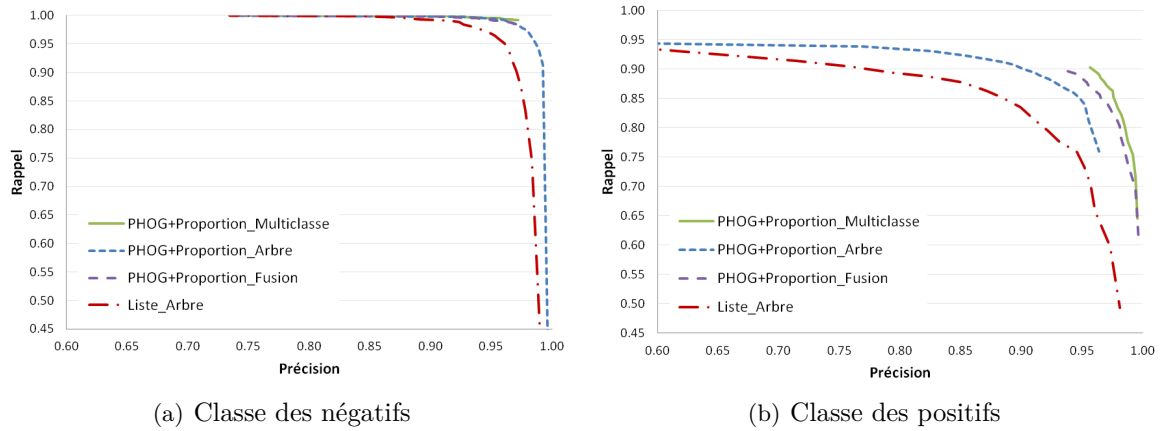 1.00
0.95
0.90
0.85
0.80
0.75
0.70
0.65
0.60
0.55
0.50
0.45
Rappel
PHOG+Proportion_Multiclasse
PHOG+Proportion_Arbre
PHOG+Proportion_Fusion
Liste_Arbre
0.60 0.65 0.70 0.75 0.80 0.85 0.90 0.95 1.00
Précision
(a) Classe des négatifs
1.00
0.95
0.90
0.85
0.80
0.75
0.70
0.65
0.60
0.55
0.50
0.45
Rappel
PHOG+Proportion_Multiclasse
PHOG+Proportion_Arbre
PHOG+Proportion_Fusion
Liste_Arbre
0.60 0.65 0.70 0.75 0.80 0.85 0.90 0.95 1.00
Précision
(b) Classe des positifs